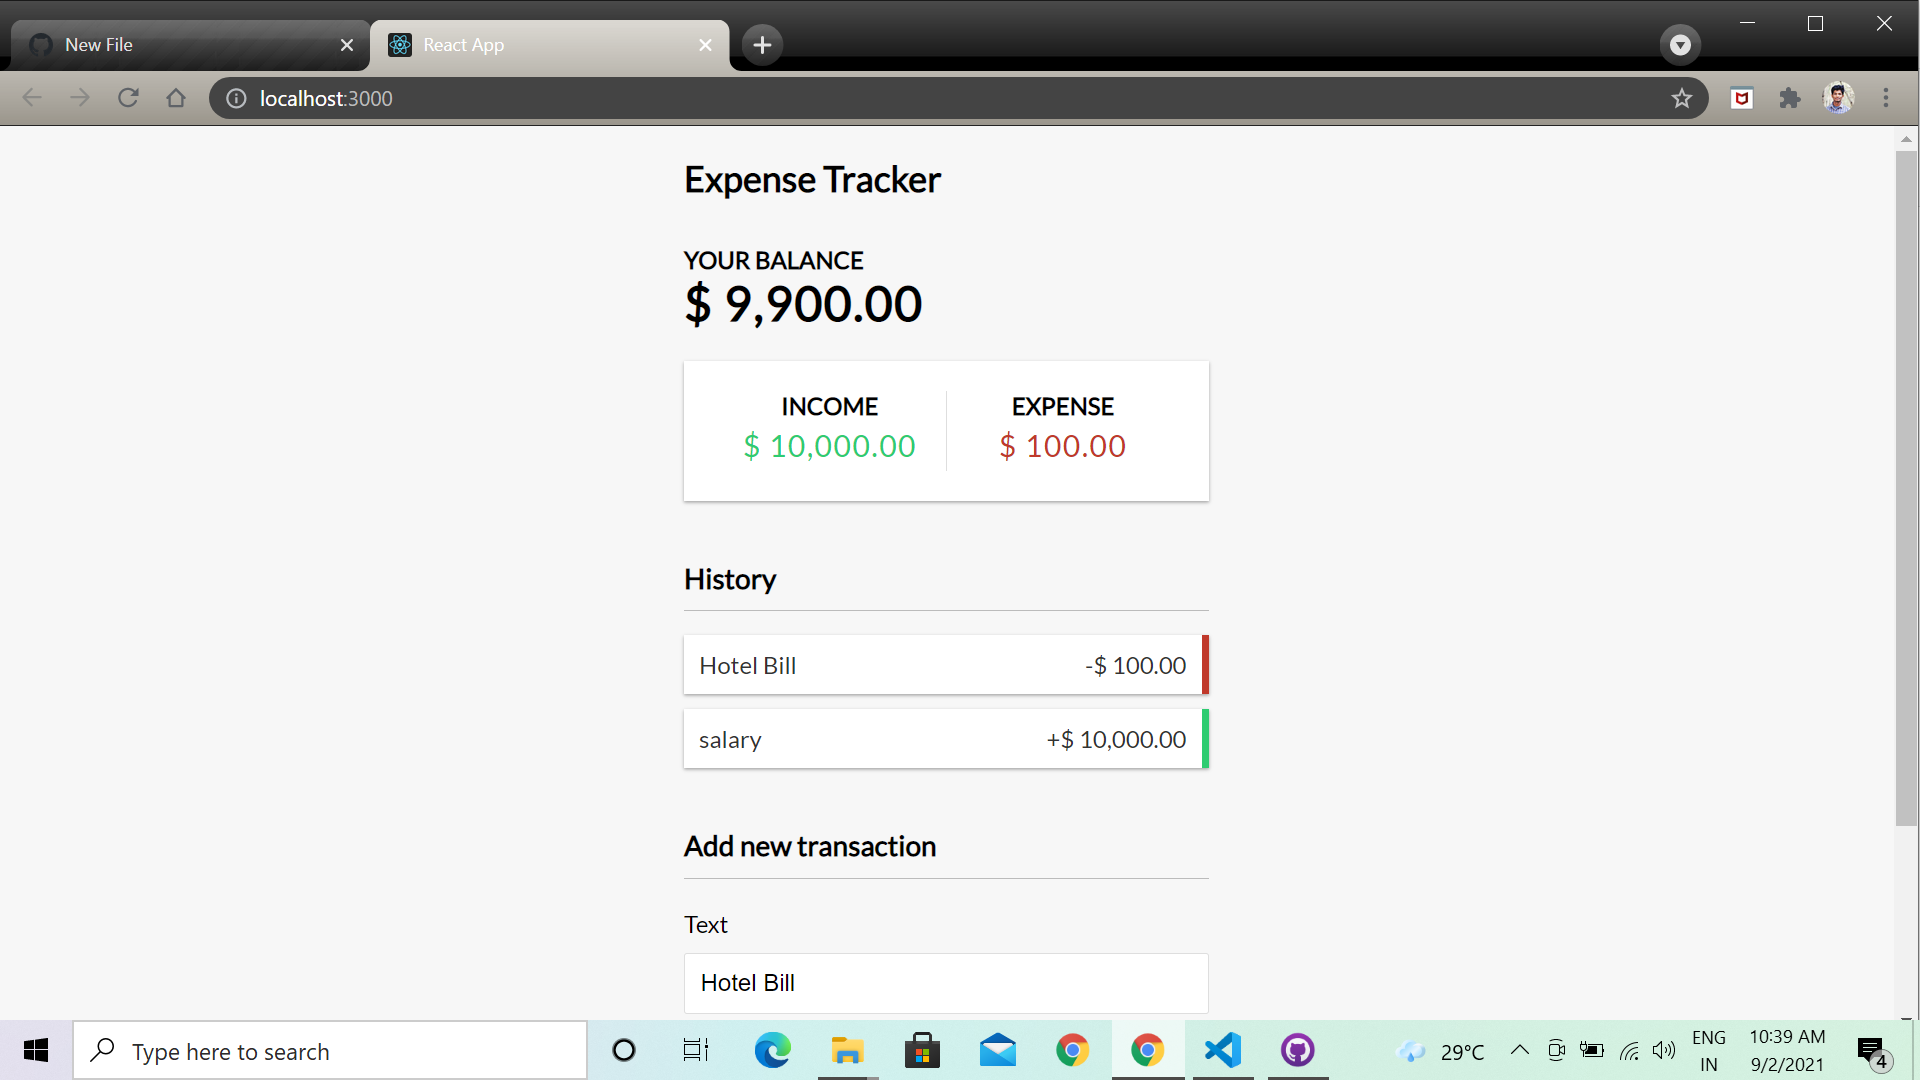 New File
React App
localhost:3000
Expense Tracker
YOUR BALANCE
$ 9,900.00
INCOME
$ 10,000.00
EXPENSE
$ 100.00
History
Hotel Bill
-$ 100.00
salary
+$ 10,000.00
Add new transaction
Text
Hotel Bill
Type here to search
29°C
ENG
IN
10:39 AM
9/2/2021
4